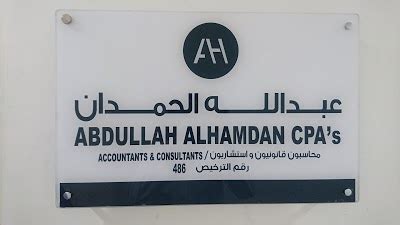 AH
عبدالله الحمدان
ABDULLAH ALHAMDAN CPA's
ACCOUNTANTS & CONSULTANTS / محاسبون قانونيون و استشاريون
رقم الترخيص 486